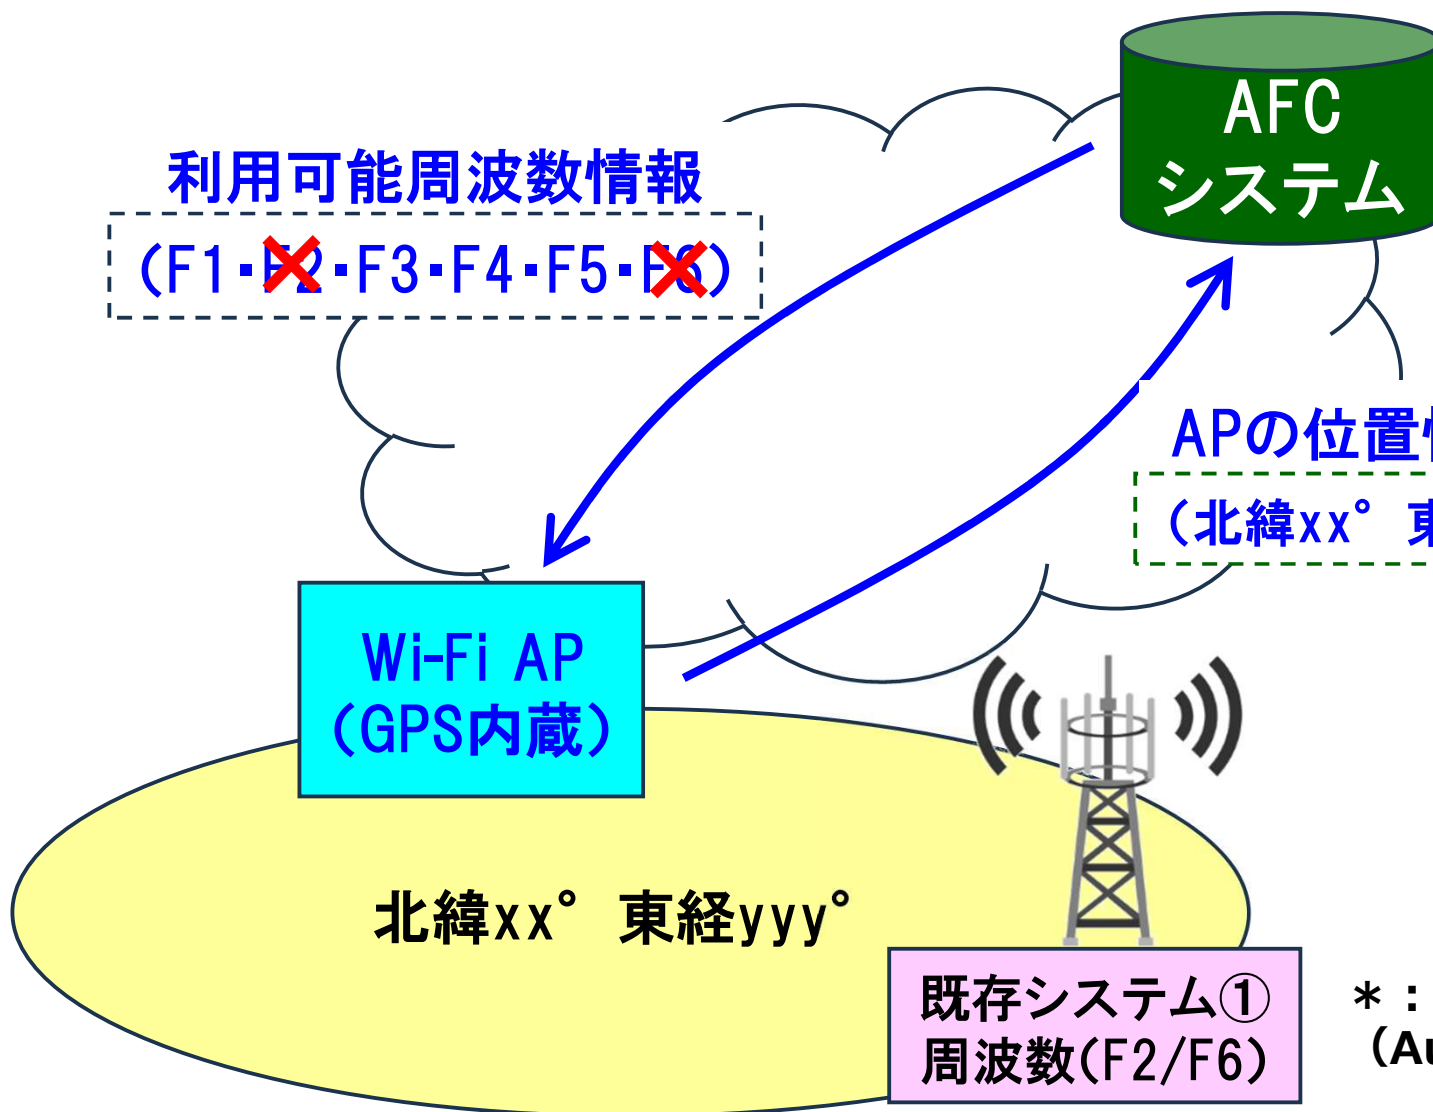 AFC
システム
利用可能周波数情報
(F1･F2･F3･F4･F5･F6)
APの位置
(北緯xx° 東
Wi-Fi AP
(GPS内蔵)
北緯xx° 東経yyy°
既存システム①
周波数(F2/F6)
*:
(Au